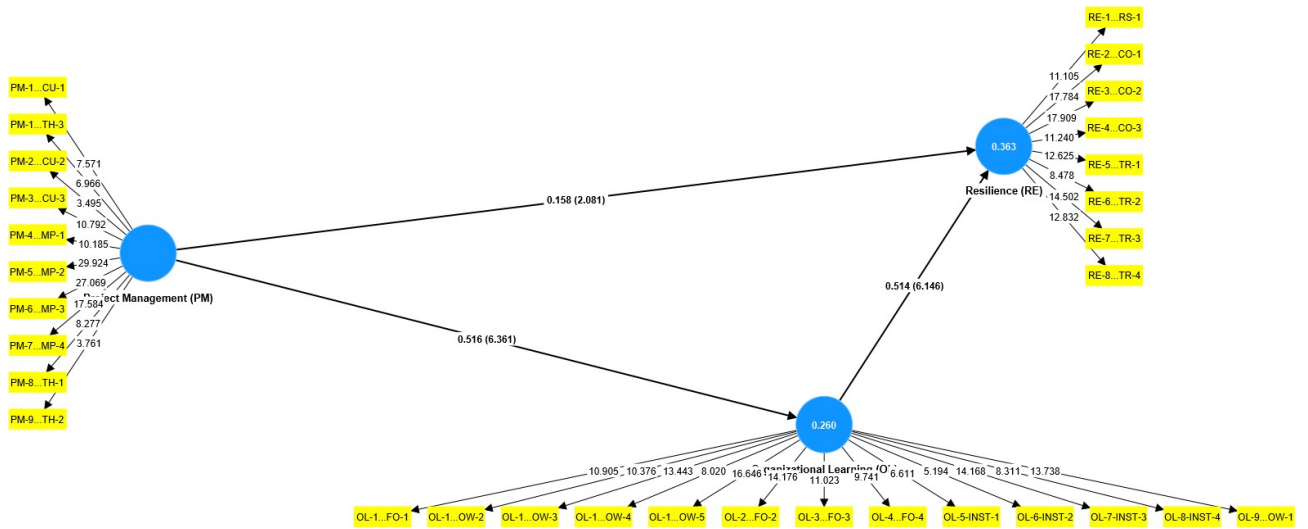 RE-1...RS-1
RE-2...CO-1
RE-3...CO-2
RE-4...CO-3
RE-5...TR-1
RE-6...TR-2
RE-7...TR-3
RE-8...TR-4
11.105
17.784
17.909
11.240
12.625
8.478
14.502
12.832
0.363
Resilience (RE)
PM-1...CU-1
PM-1...TH-3
PM-2...CU-2
PM-3...CU-3
PM-4...MP-1
PM-5...MP-2
PM-6...MP-3
PM-7...MP-4
PM-8...TH-1
PM-9...TH-2
7.571
6.966
3.495
10.792
10.185
29.924
27.069
17.584
8.277
3.761
Project Management (PM)
0.158 (2.081)
0.514 (6.146)
0.516 (6.361)
0.260
Organizational Learning (OL
10.905 10.376 13.443 8.020 16.646 14.176 11.023 9.741 6.611 5.194 14.168 8.311 13.738
OL-1...FO-1 OL-1...OW-2 OL-1...OW-3 OL-1...OW-4 OL-1...OW-5 OL-2...FO-2 OL-3...FO-3 OL-4...FO-4 OL-5-INST-1 OL-6-INST-2 OL-7-INST-3 OL-8-INST-4 OL-9...OW-1